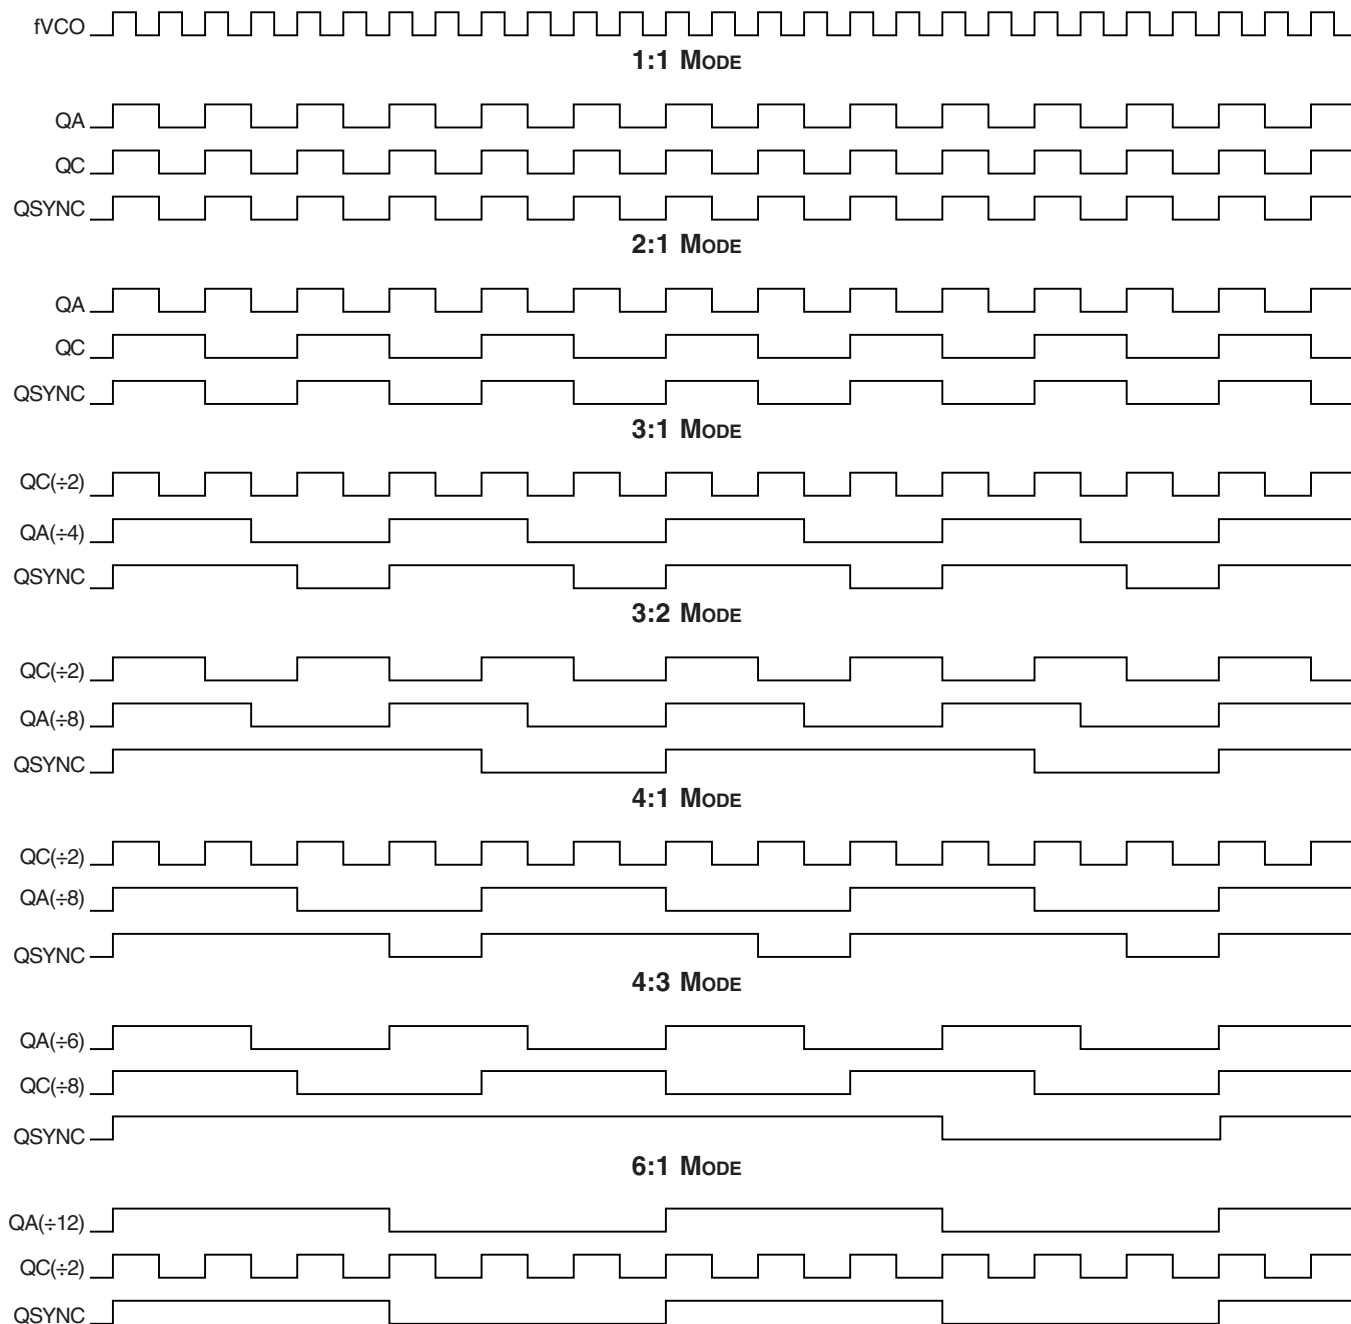 fVCO
1:1 MODE
QA
QC
QSYNC
2:1 MODE
QA
QC
QSYNC
3:1 MODE
QC(÷2)
QA(÷4)
QSYNC
3:2 MODE
QC(÷2)
QA(÷8)
QSYNC
4:1 MODE
QC(÷2)
QA(÷8)
QSYNC
4:3 MODE
QA(÷6)
QC(÷8)
QSYNC
6:1 MODE
QA(÷12)
QC(÷2)
QSYNC